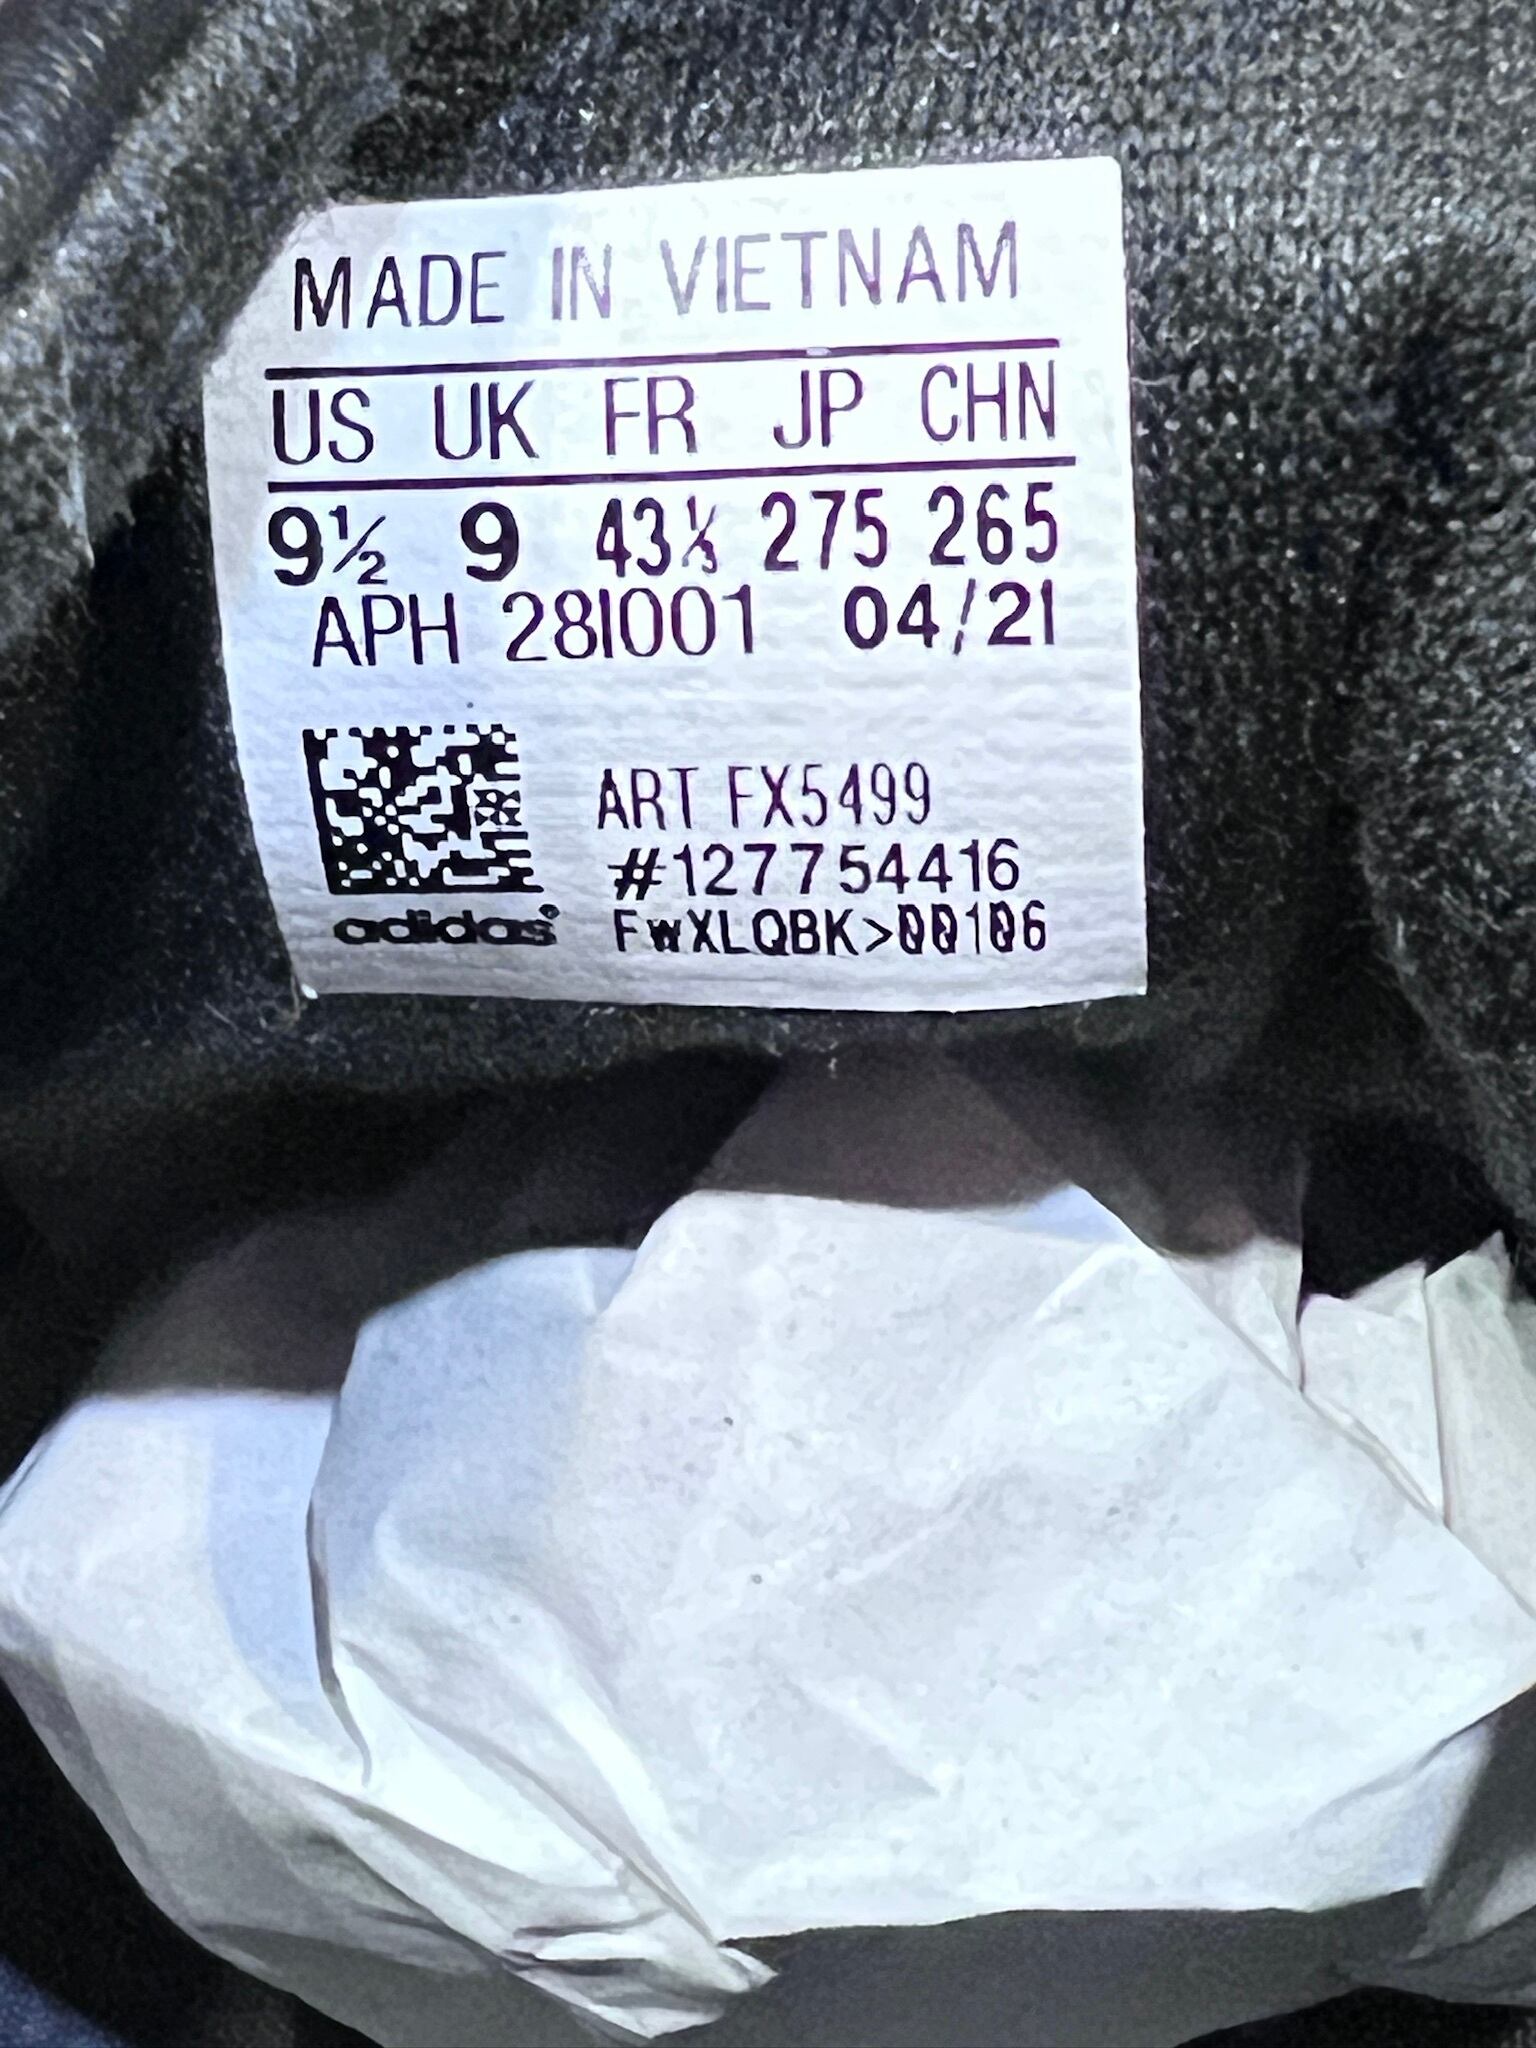 MADE IN VIETNAM
US UK FR JP CHN
9½ 9 43⅓ 275 265
APH 281001 04/21
ART FX5499
#127754416
adidas® FwXLQBK>00106